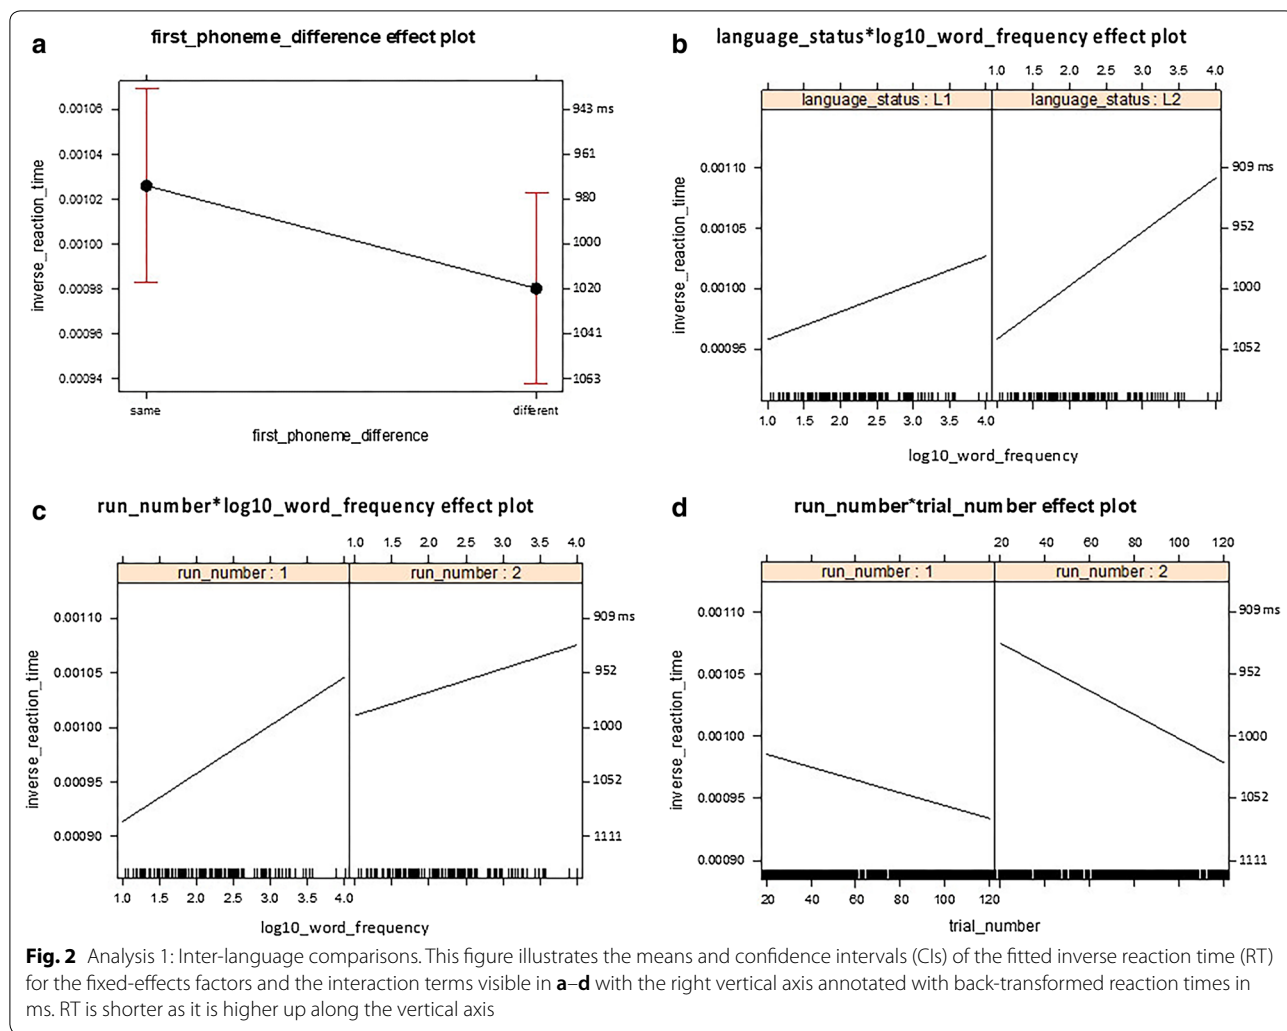 a
first_phoneme_difference effect plot
0.00106
0.00104
0.00102
0.00100
0.00098
0.00096
0.00094
943 ms
961
980
1000
1020
1041
1063
inverse_reaction_time
same different
first_phoneme_difference
b
language_status*log10_word_frequency effect plot
1.0 1.5 2.0 2.5 3.0 3.5 4.0
language_status : L1 language_status : L2
0.00110
0.00105
0.00100
0.00095
909 ms
952
1000
1052
inverse_reaction_time
1.0 1.5 2.0 2.5 3.0 3.5 4.0
log10_word_frequency
c
run_number*log10_word_frequency effect plot
1.0 1.5 2.0 2.5 3.0 3.5 4.0
run_number : 1 run_number : 2
0.00110
0.00105
0.00100
0.00095
0.00090
909 ms
952
1000
1052
1111
inverse_reaction_time
1.0 1.5 2.0 2.5 3.0 3.5 4.0
log10_word_frequency
d
run_number*trial_number effect plot
20 40 60 80 100 120
run_number : 1 run_number : 2
0.00110
0.00105
0.00100
0.00095
0.00090
909 ms
952
1000
1052
1111
inverse_reaction_time
20 40 60 80 100 120
trial_number
Fig. 2 Analysis 1: Inter-language comparisons. This figure illustrates the means and confidence intervals (CIs) of the fitted inverse reaction time (RT)
for the fixed-effects factors and the interaction terms visible in a–d with the right vertical axis annotated with back-transformed reaction times in
ms. RT is shorter as it is higher up along the vertical axis